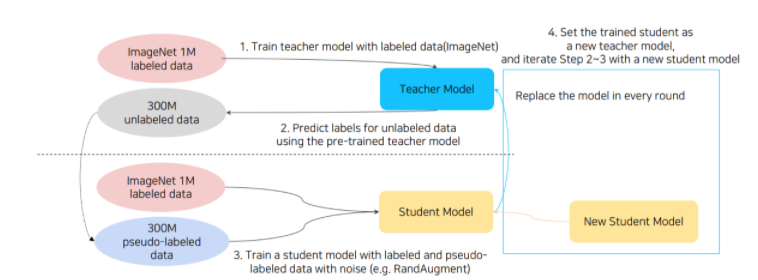 ImageNet 1M
labeled data
1. Train teacher model with labeled data(ImageNet)
4. Set the trained student as
a new teacher model,
and iterate Step 2~3 with a new student model
Teacher Model
Replace the model in every round
300M
unlabeled data
2. Predict labels for unlabeled data
using the pre-trained teacher model
ImageNet 1M
labeled data
Student Model
New Student Model
300M
pseudo-labeled
data
3. Train a student model with labeled and pseudo-
labeled data with noise (e.g. RandAugment)